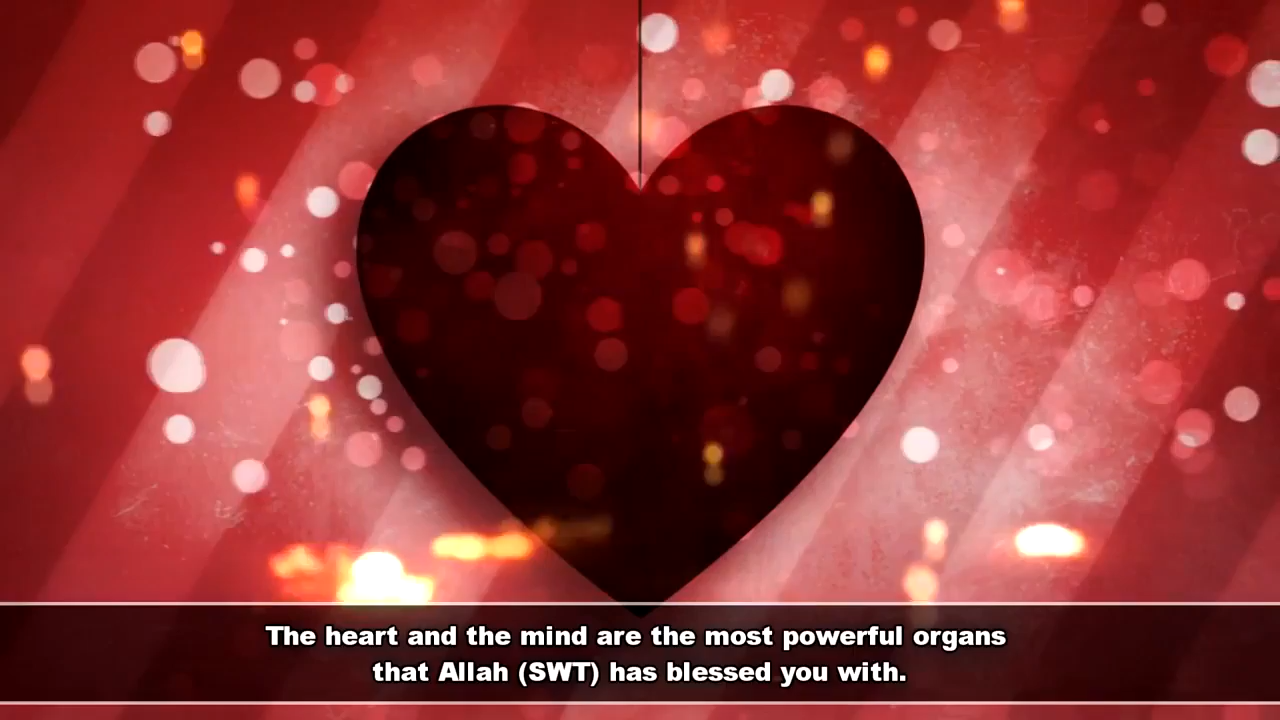 The heart and the mind are the most powerful organs
that Allah (SWT) has blessed you with.